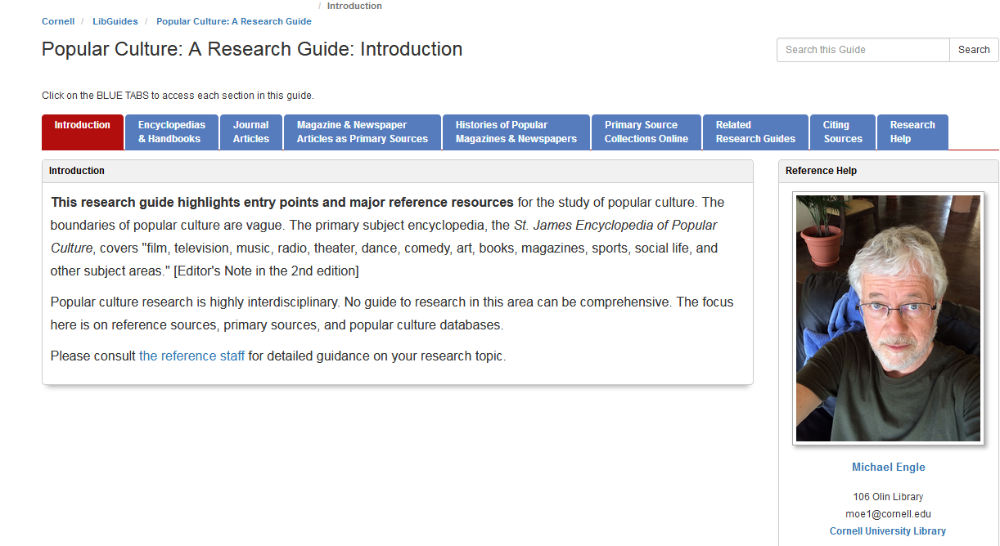 / Introduction
Cornell / LibGuides / Popular Culture: A Research Guide
Popular Culture: A Research Guide: Introduction
Search this Guide Search
Click on the BLUE TABS to access each section in this guide.
Introduction
Encyclopedias
& Handbooks
Journal
Articles
Magazine & Newspaper
Articles as Primary Sources
Histories of Popular
Magazines & Newspapers
Primary Source
Collections Online
Related
Research Guides
Citing
Sources
Research
Help
Introduction
This research guide highlights entry points and major reference resources for the study of popular culture. The
boundaries of popular culture are vague. The primary subject encyclopedia, the St. James Encyclopedia of Popular
Culture, covers "film, television, music, radio, theater, dance, comedy, art, books, magazines, sports, social life, and
other subject areas." [Editor's Note in the 2nd edition]
Popular culture research is highly interdisciplinary. No guide to research in this area can be comprehensive. The focus
here is on reference sources, primary sources, and popular culture databases.
Please consult the reference staff for detailed guidance on your research topic.
Reference Help
Michael Engle
106 Olin Library
moe1@cornell.edu
Cornell University Library